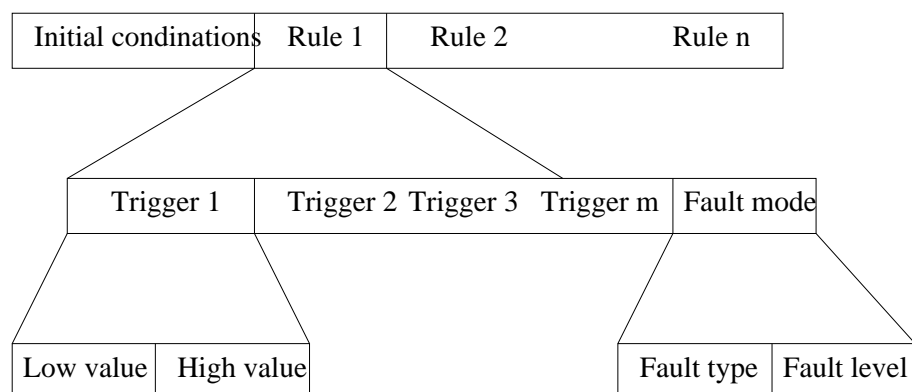 Initial condinations Rule 1 Rule 2 Rule n
Trigger 1 Trigger 2 Trigger 3 Trigger m Fault mode
Low value High value Fault type Fault level